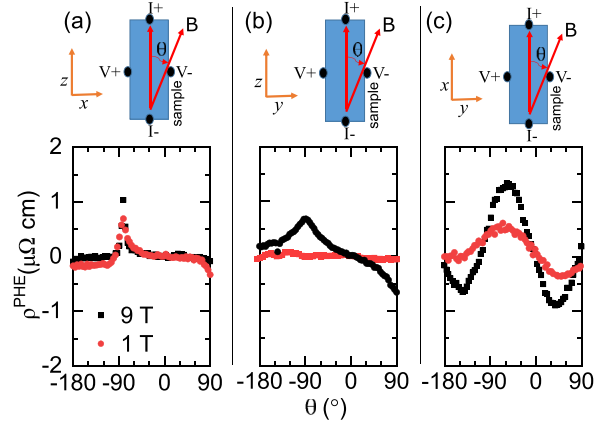 (a)
I+
B
θ
V+
V-
I-
sample
z
x
(b)
I+
B
θ
V+
V-
I-
sample
z
y
(c)
I+
B
θ
V+
V-
I-
sample
x
y
ρ^PHE(μΩ cm)
2
1
0
-1
-2
9 T
1 T
-180 -90 0 90
-180 -90 0 90
-180 -90 0 90
θ (°)